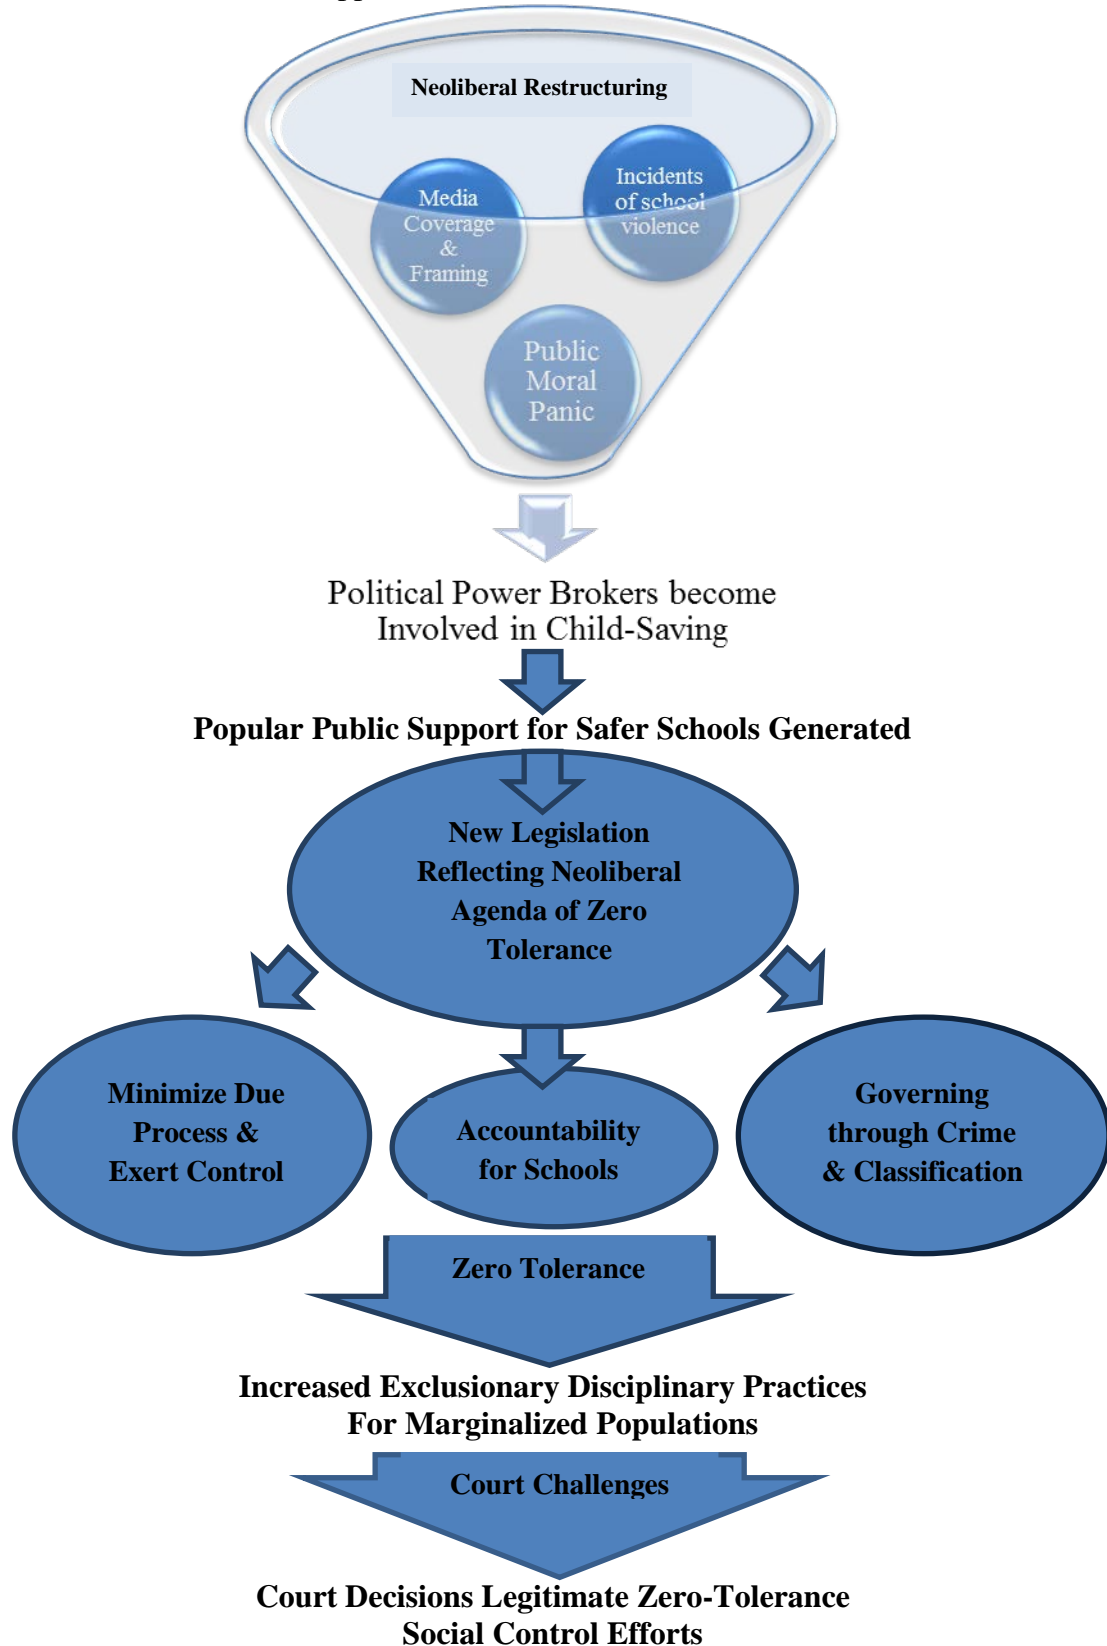 Neoliberal Restructuring
Media
Coverage
&
Framing
Incidents
of school
violence
Public
Moral
Panic
Political Power Brokers become
Involved in Child-Saving
Popular Public Support for Safer Schools Generated
New Legislation
Reflecting Neoliberal
Agenda of Zero
Tolerance
Minimize Due
Process &
Exert Control
Accountability
for Schools
Governing
through Crime
& Classification
Zero Tolerance
Increased Exclusionary Disciplinary Practices
For Marginalized Populations
Court Challenges
Court Decisions Legitimate Zero-Tolerance
Social Control Efforts